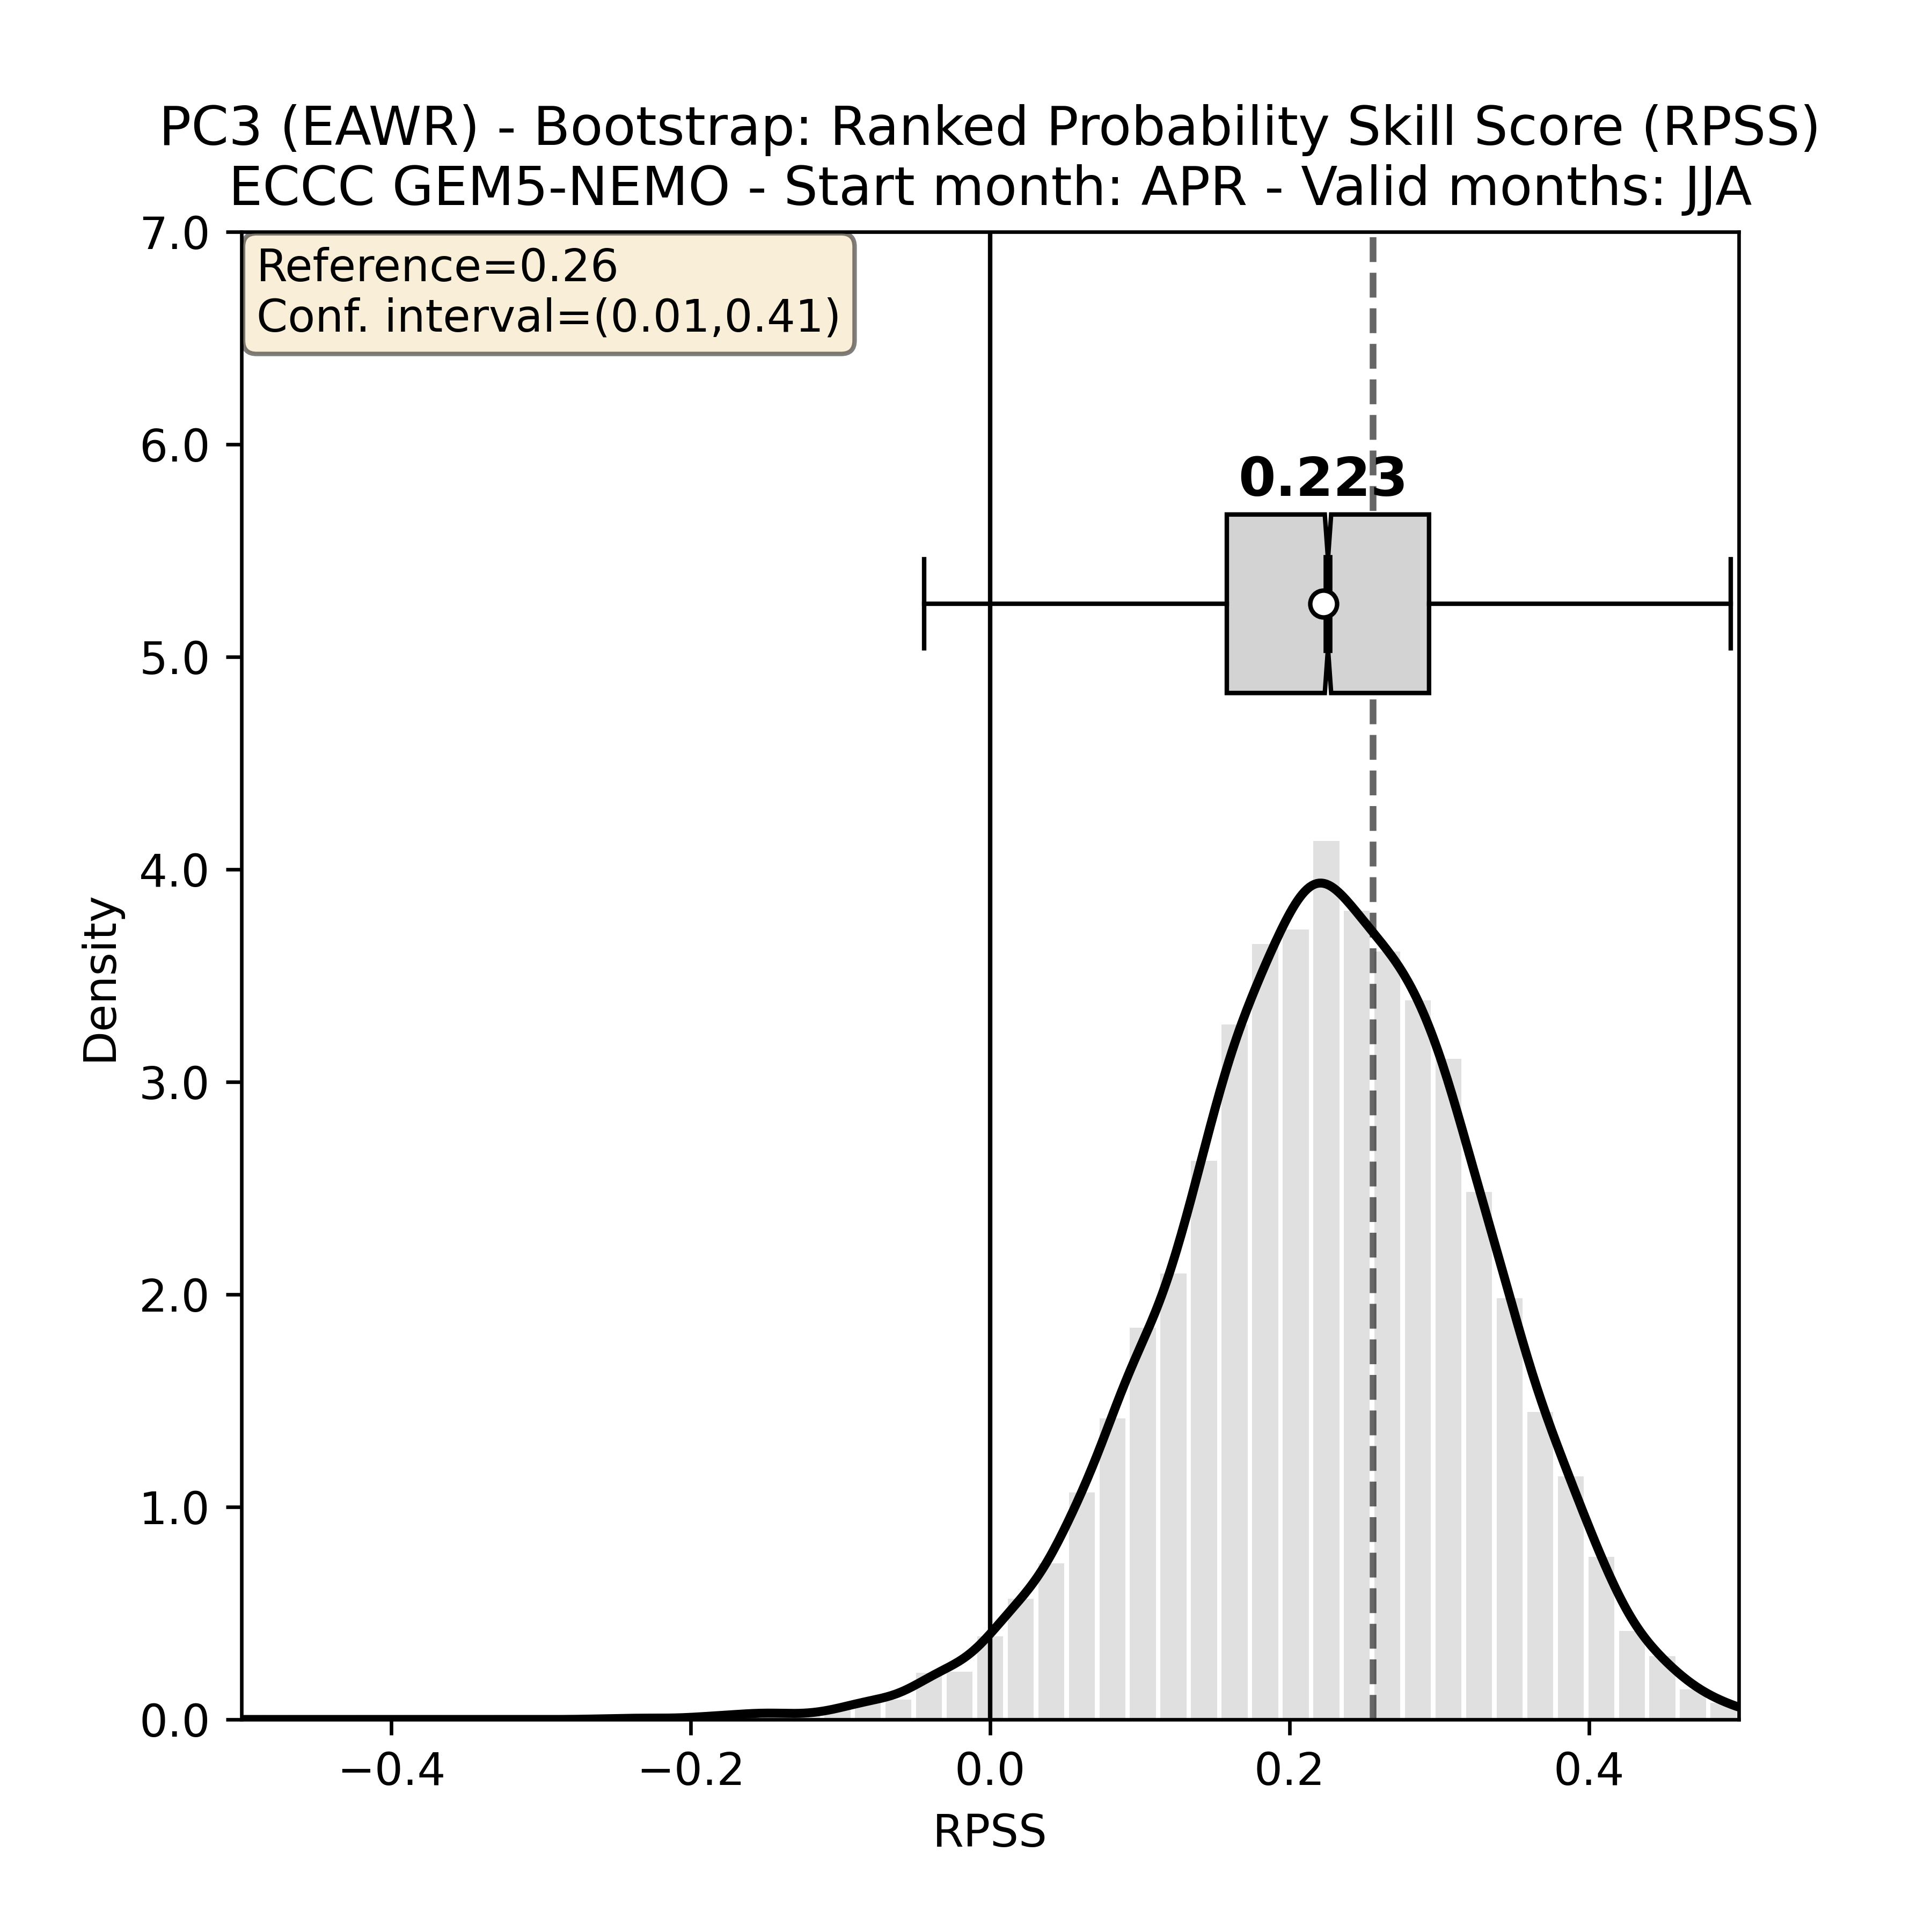 PC3 (EAWR) - Bootstrap: Ranked Probability Skill Score (RPSS)
ECCC GEM5-NEMO - Start month: APR - Valid months: JJA
Reference=0.26
Conf. interval=(0.01,0.41)
0.223
7.0
6.0
5.0
4.0
3.0
2.0
1.0
0.0
Density
−0.4
−0.2
0.0
0.2
0.4
RPSS